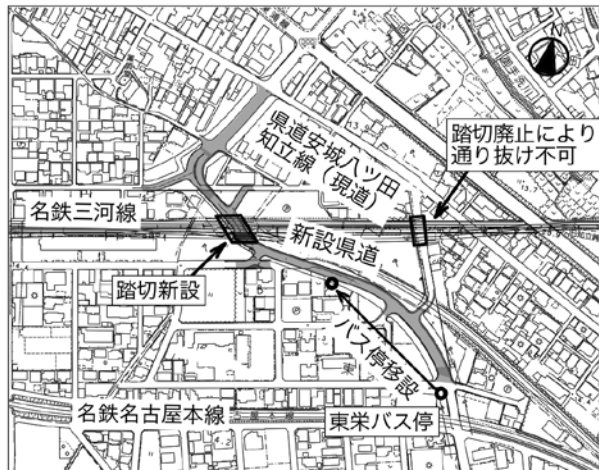 県道安城八ツ田
知立線（現道）
踏切廃止により
通り抜け不可
名鉄三河線
新設県道
踏切新設
バス停移設
名鉄名古屋本線
東栄バス停